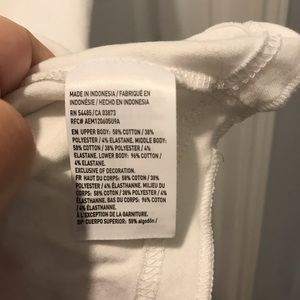 MADE IN INDONESIA / FABRIQUÉ EN
INDONÉSIE / HECHO EN INDONESIA
RN 54485 / CA 03873
RFC# AEM120605U9A
EN: UPPER BODY: 58% COTTON / 38%
POLYESTER / 4% ELASTANE. MIDDLE BODY:
58% COTTON / 38% POLYESTER / 4%
ELASTANE. LOWER BODY: 96% COTTON /
4% ELASTANE.
EXCLUSIVE OF DECORATION.
FR: HAUT DU CORPS: 58% COTON / 38%
POLYESTER / 4% ÉLASTHANNE. MILIEU DU
CORPS: 58% COTON / 38% POLYESTER / 4%
ÉLASTHANNE. BAS DU CORPS: 96% COTON /
4% ÉLASTHANNE.
À L'EXCEPTION DE LA GARNITURE.
SP: CUERPO SUPERIOR: 58% algodón /